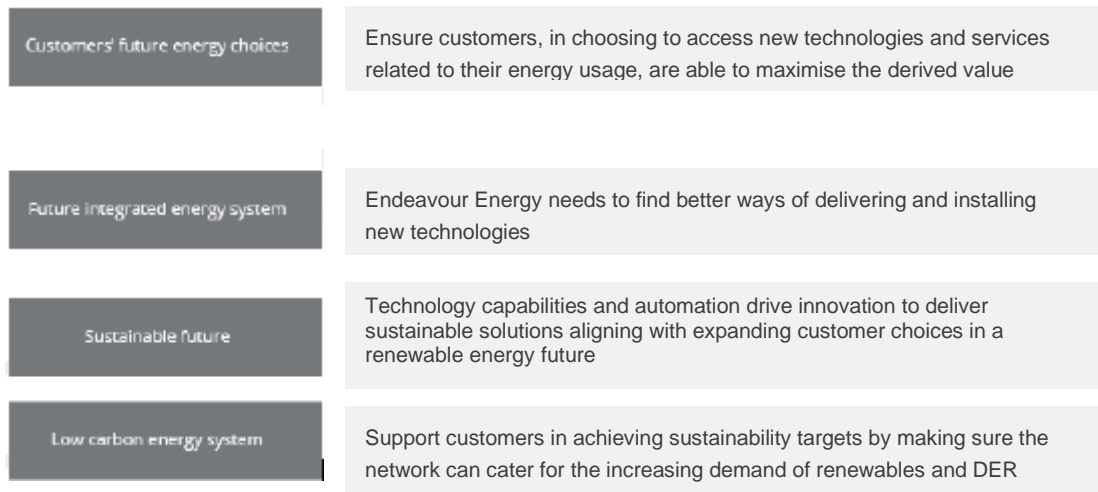 Customers' future energy choices
Ensure customers, in choosing to access new technologies and services
related to their energy usage, are able to maximise the derived value
Future integrated energy system
Endeavour Energy needs to find better ways of delivering and installing
new technologies
Sustainable future
Technology capabilities and automation drive innovation to deliver
sustainable solutions aligning with expanding customer choices in a
renewable energy future
Low carbon energy system
Support customers in achieving sustainability targets by making sure the
network can cater for the increasing demand of renewables and DER